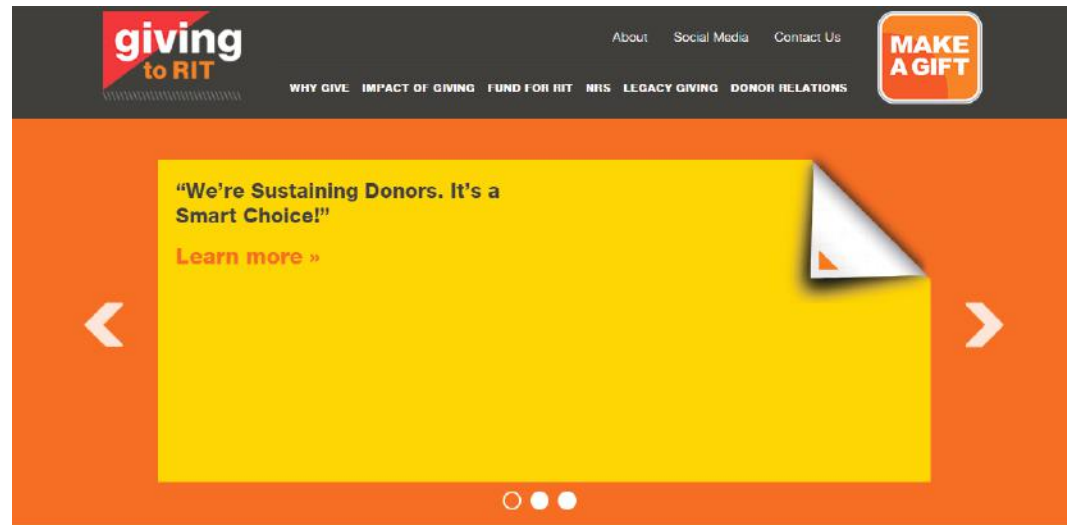 giving
to RIT
About Social Media Contact Us
MAKE
A GIFT
WHY GIVE IMPACT OF GIVING FUND FOR RIT NRS LEGACY GIVING DONOR RELATIONS
“We’re Sustaining Donors. It’s a
Smart Choice!”
Learn more »